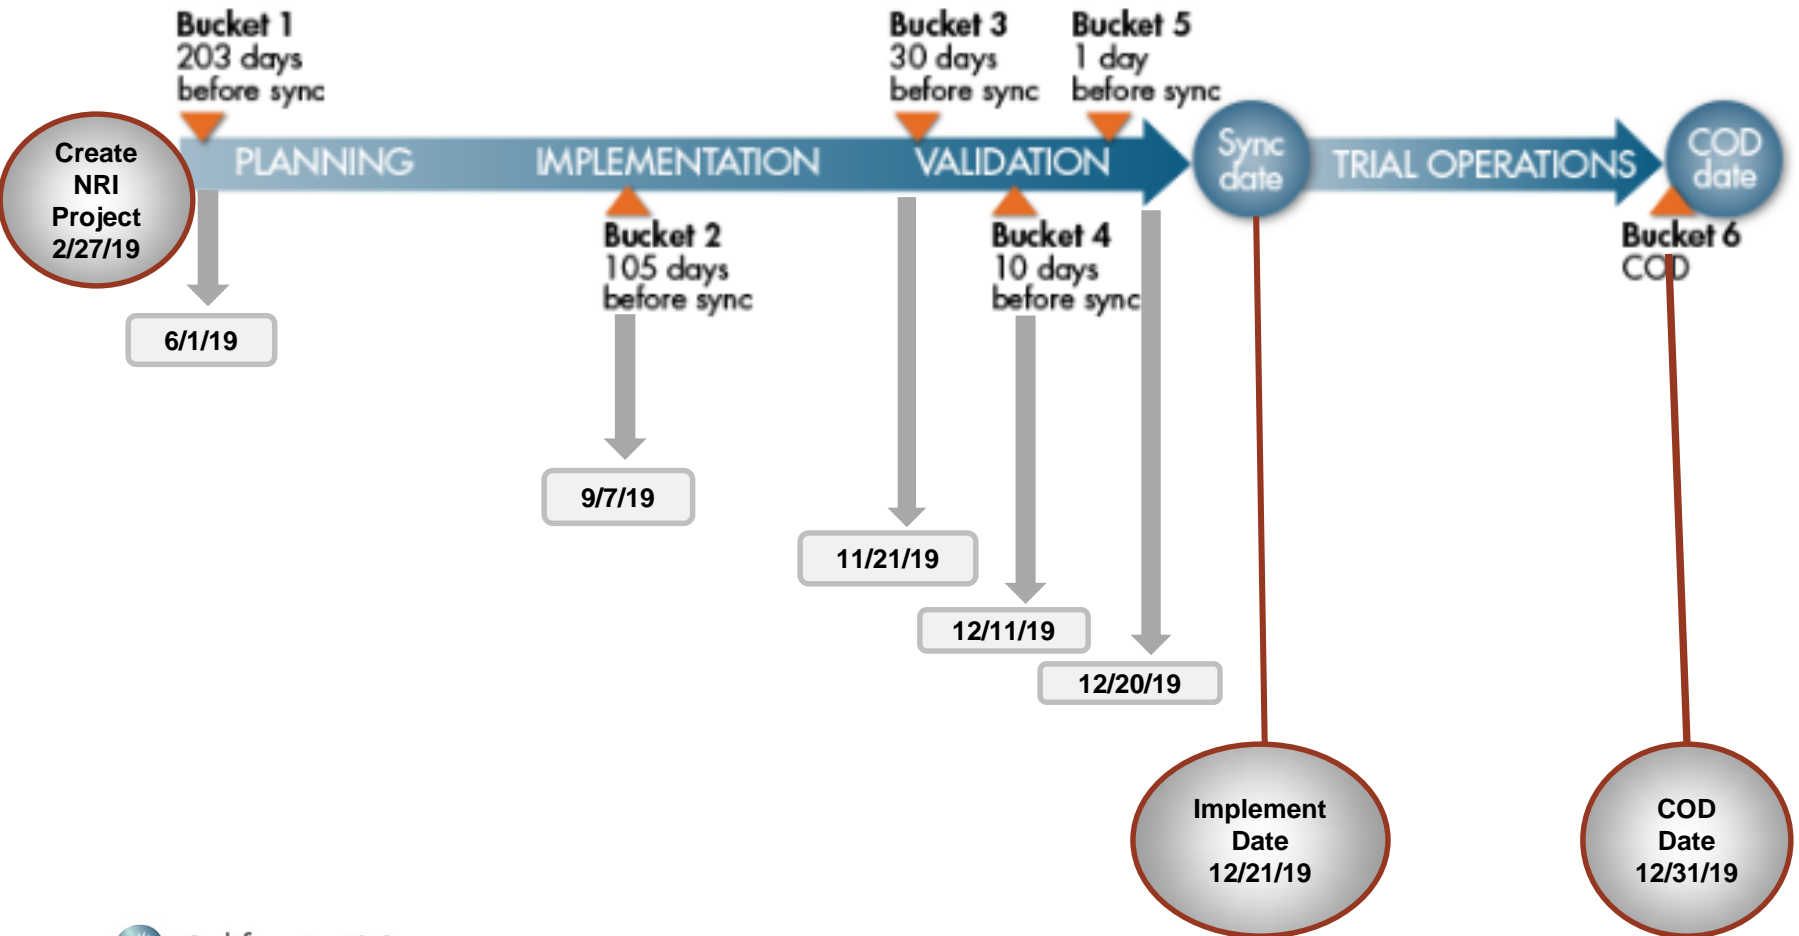 Bucket 1
203 days
before sync
Bucket 3
30 days
before sync
Bucket 5
1 day
before sync
Create
NRI
Project
2/27/19
PLANNING
IMPLEMENTATION
VALIDATION
Sync
date
TRIAL OPERATIONS
COD
date
Bucket 2
105 days
before sync
Bucket 4
10 days
before sync
Bucket 6
COD
6/1/19
9/7/19
11/21/19
12/11/19
12/20/19
Implement
Date
12/21/19
COD
Date
12/31/19